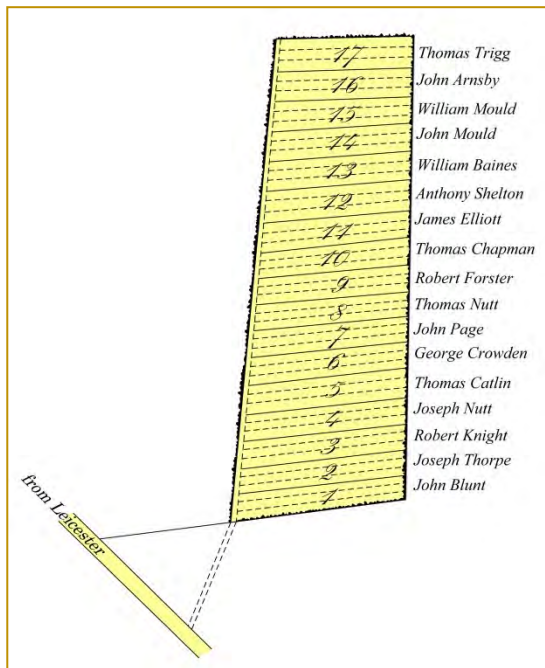 17 Thomas Trigg
16 John Arnsby
15 William Mould
14 John Mould
13 William Baines
12 Anthony Shelton
11 James Elliott
10 Thomas Chapman
9 Robert Forster
8 Thomas Nutt
7 John Page
6 George Crowden
5 Thomas Catlin
4 Joseph Nutt
3 Robert Knight
2 Joseph Thorpe
1 John Blunt
from Leicester